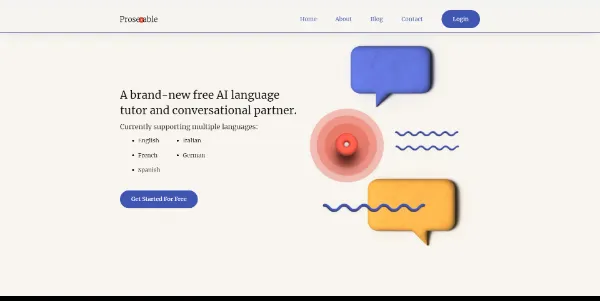 Home About Blog Contact Login
A brand-new free AI language
tutor and conversational partner.
Currently supporting multiple languages:
English Italian
French German
Spanish
Get Started For Free